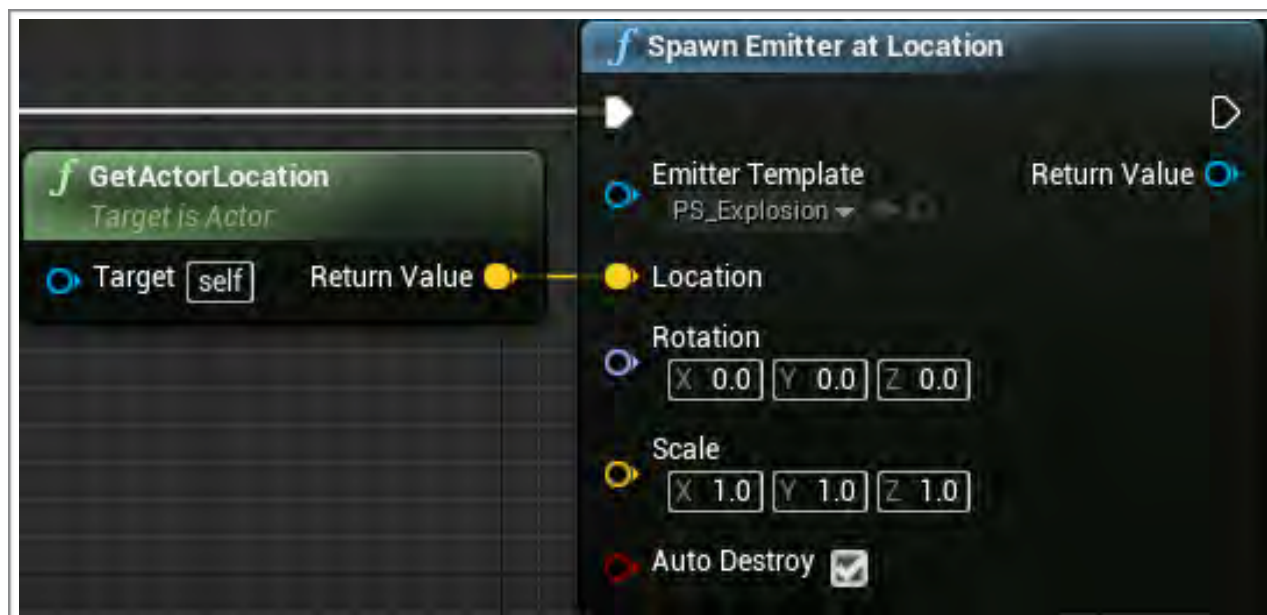 f Spawn Emitter at Location
f GetActorLocation
Target is Actor
Target self Return Value
Emitter Template Return Value
PS_Explosion
Location
Rotation
X 0.0 Y 0.0 Z 0.0
Scale
X 1.0 Y 1.0 Z 1.0
Auto Destroy